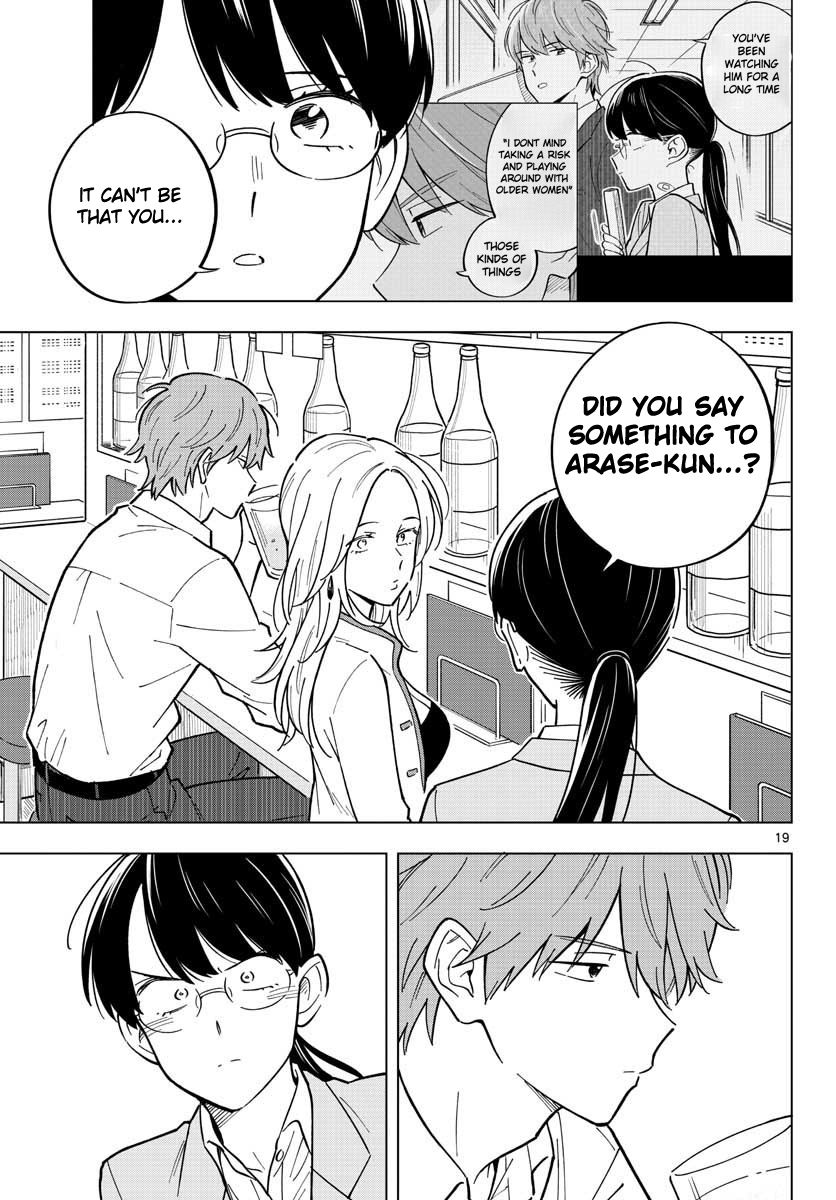 YOU'VE
BEEN
WATCHING
HIM FOR A
LONG TIME
"I DONT MIND
TAKING A RISK
AND PLAYING
AROUND WITH
OLDER WOMEN"
THOSE
KINDS OF
THINGS
IT CAN'T BE
THAT YOU...
DID YOU SAY
SOMETHING TO
ARASE-KUN...?
19